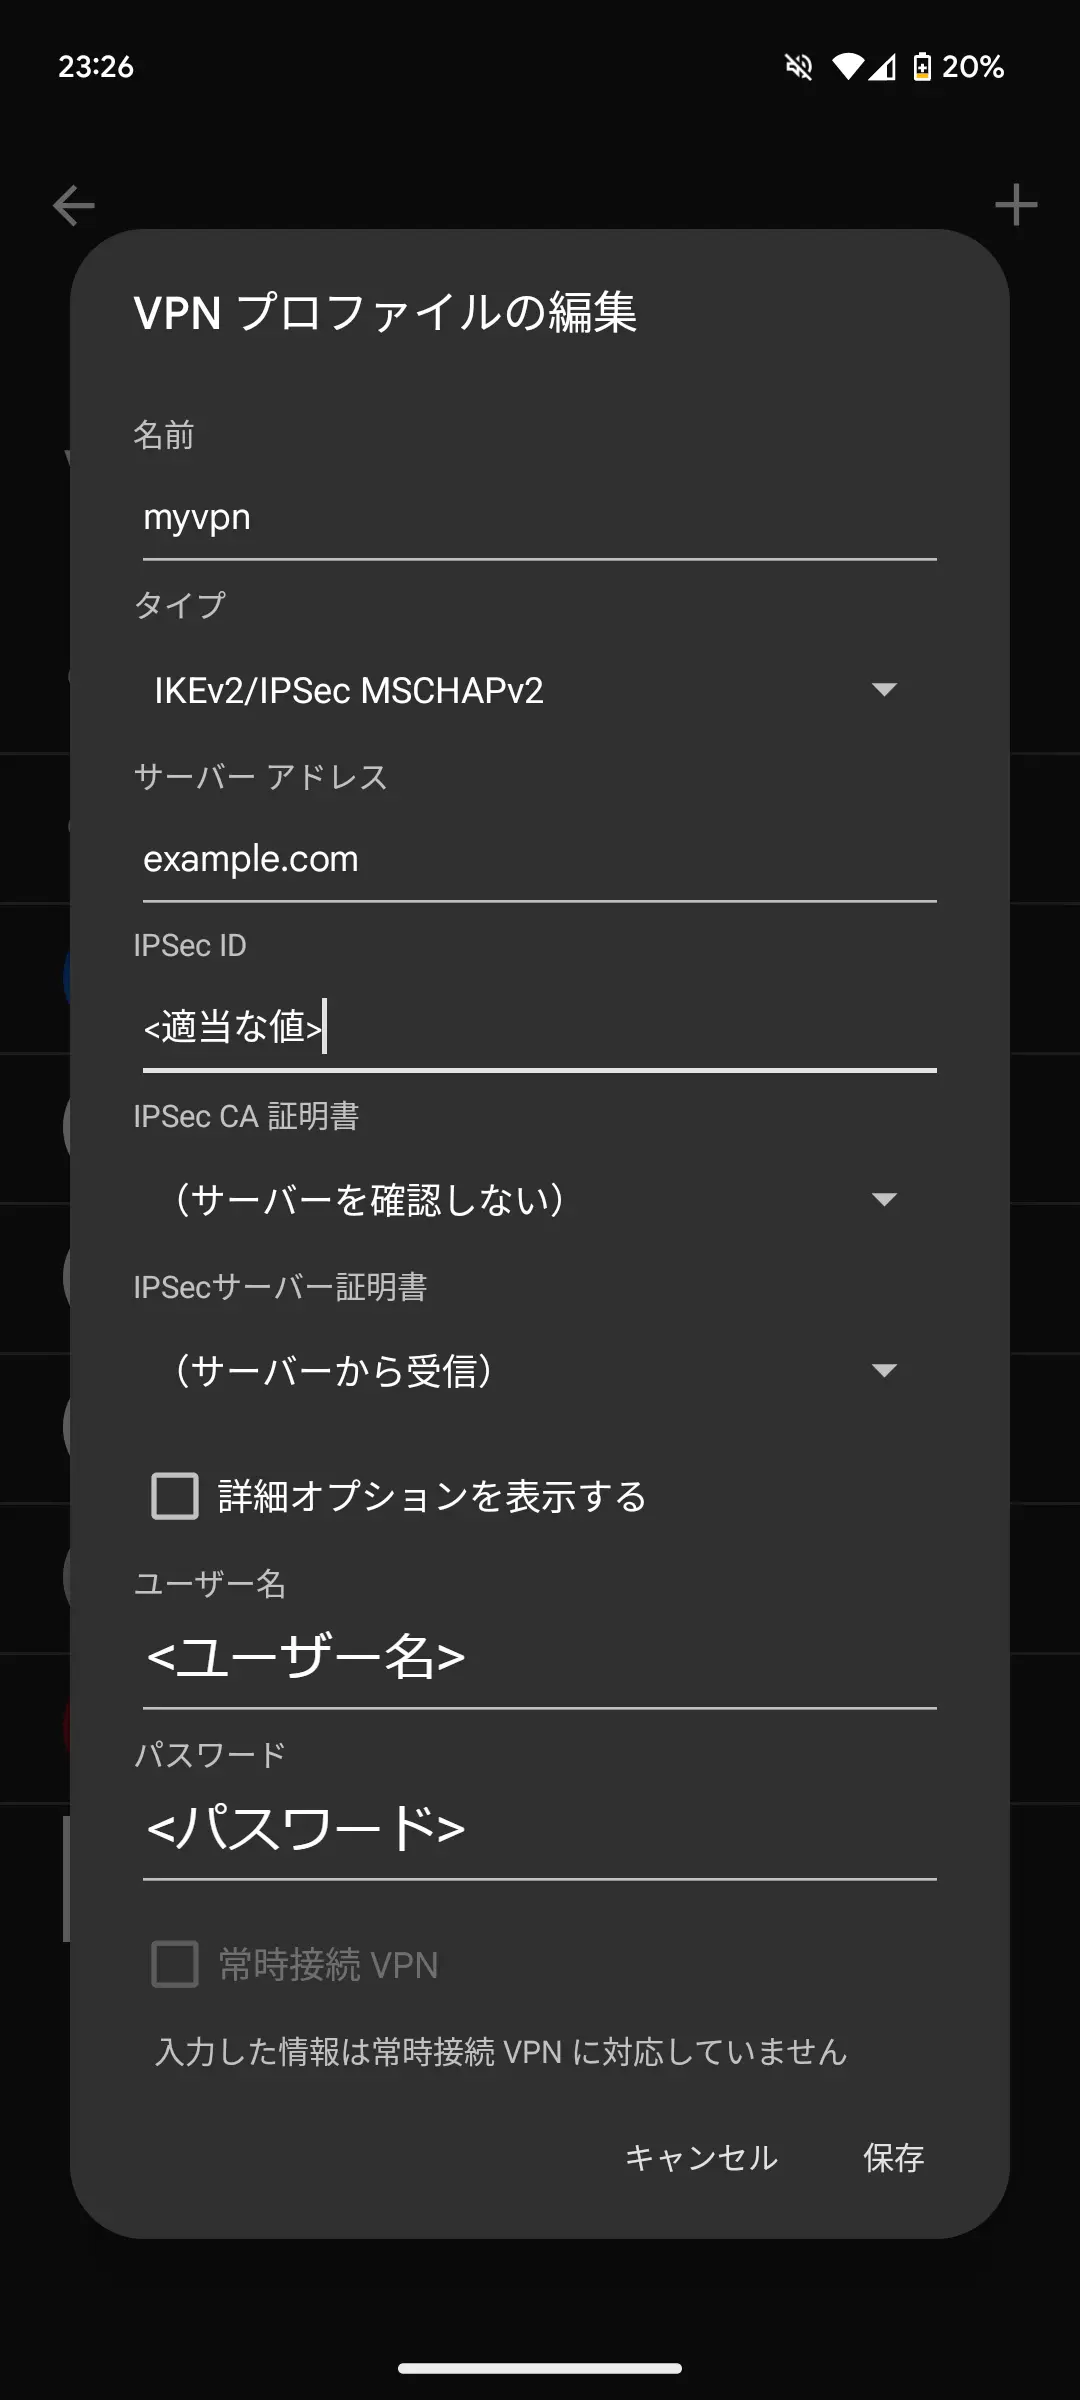 23:26
20%
VPN プロファイルの編集
名前
myvpn
タイプ
IKEv2/IPSec MSCHAPv2
サーバー アドレス
example.com
IPSec ID
<適当な値>
IPSec CA 証明書
（サーバーを確認しない）
IPSecサーバー証明書
（サーバーから受信）
詳細オプションを表示する
ユーザー名
<ユーザー名>
パスワード
<パスワード>
常時接続 VPN
入力した情報は常時接続 VPN に対応していません
キャンセル
保存